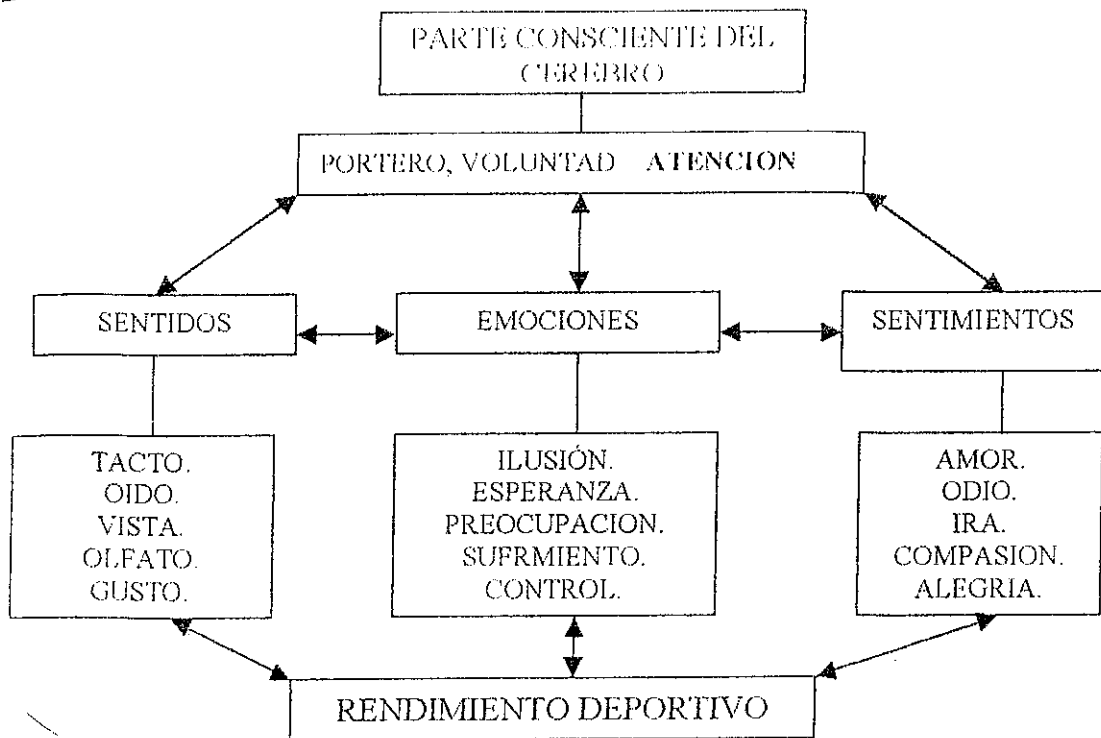 PARTE CONSCIENTE DEL
CEREBRO
PORTERO, VOLUNTAD ATENCION
SENTIDOS
EMOCIONES
SENTIMIENTOS
TACTO.
OIDO.
VISTA.
OLFATO.
GUSTO.
ILUSIÓN.
ESPERANZA.
PREOCUPACION.
SUFRMIENTO.
CONTROL.
AMOR.
ODIO.
IRA.
COMPASION.
ALEGRIA.
RENDIMIENTO DEPORTIVO